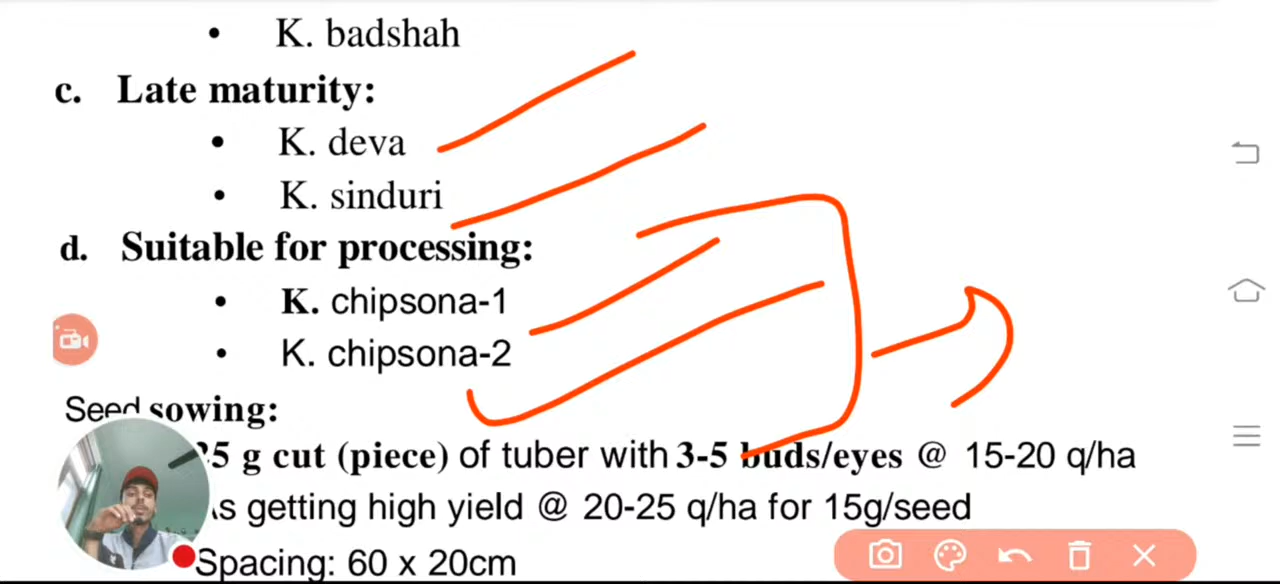 • K. badshah
c. Late maturity:
• K. deva
• K. sinduri
d. Suitable for processing:
• K. chipsona-1
• K. chipsona-2
Seed sowing:
5 g cut (piece) of tuber with 3-5 buds/eyes @ 15-20 q/ha
s getting high yield @ 20-25 q/ha for 15g/seed
Spacing: 60 x 20cm